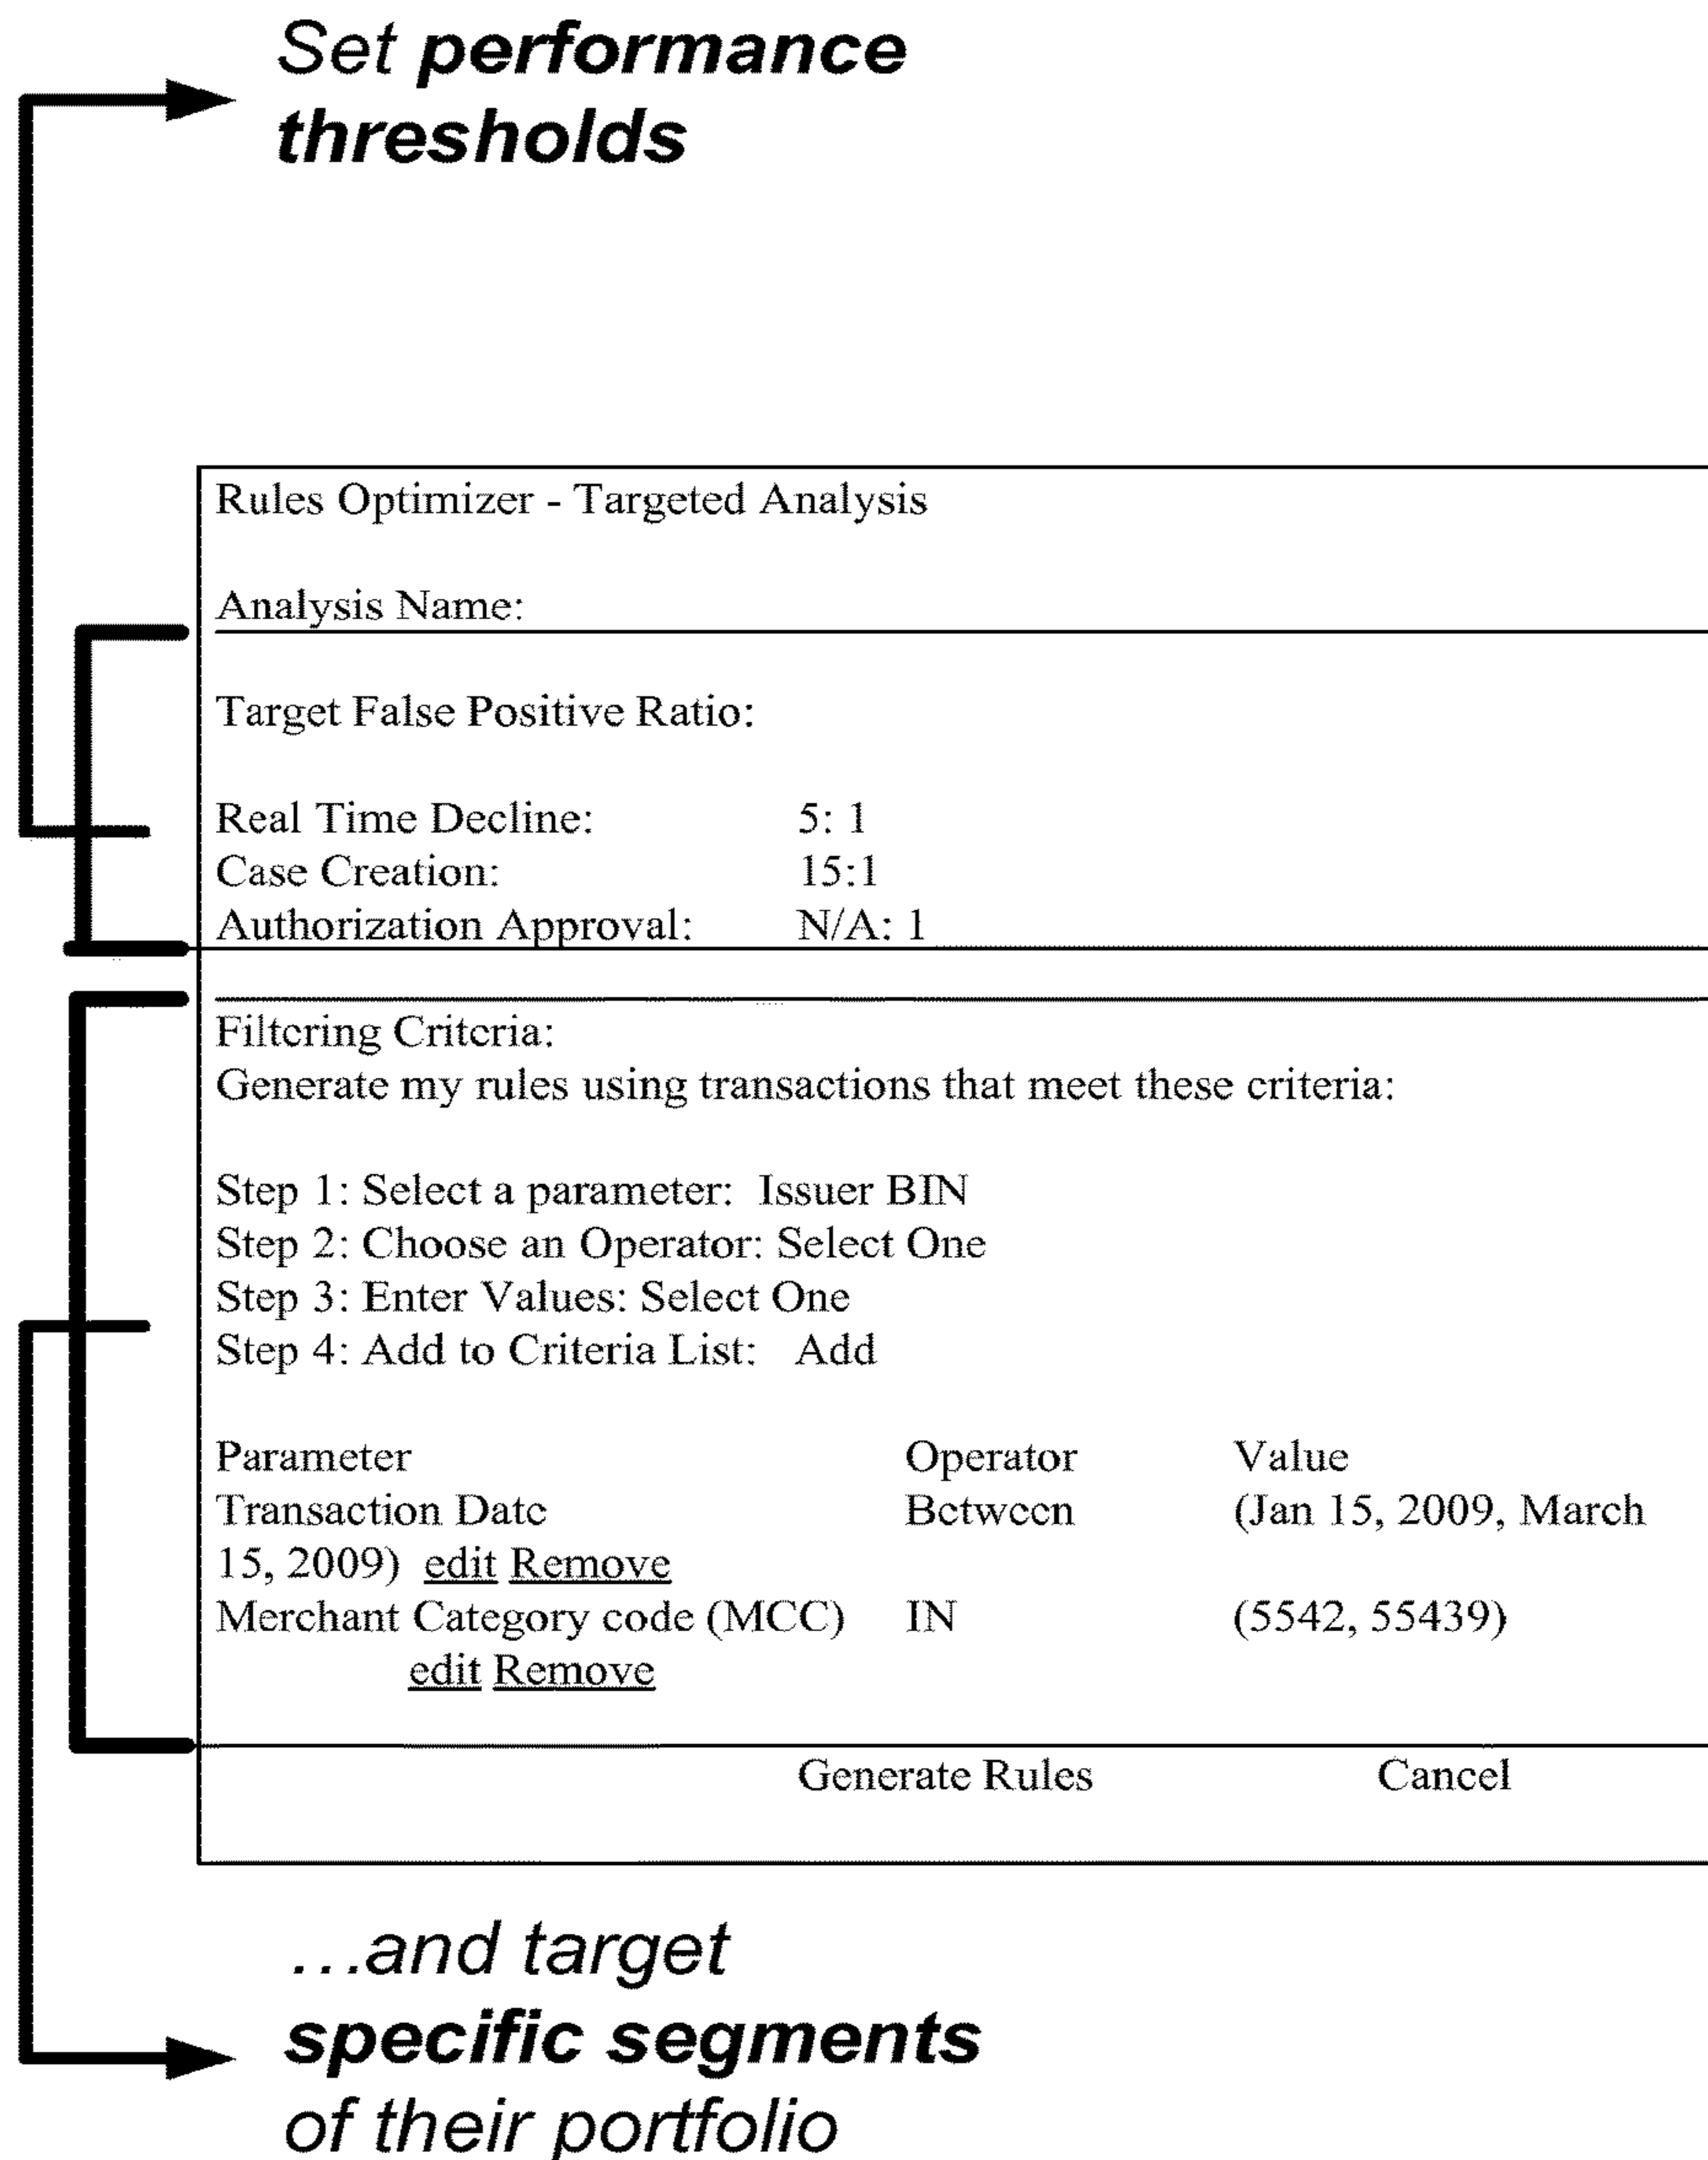 Set performance
thresholds
Rules Optimizer - Targeted Analysis
Analysis Name:
Target False Positive Ratio:
Real Time Decline: 5: 1
Case Creation: 15:1
Authorization Approval: N/A: 1
Filtering Criteria:
Generate my rules using transactions that meet these criteria:
Step 1: Select a parameter: Issuer BIN
Step 2: Choose an Operator: Select One
Step 3: Enter Values: Select One
Step 4: Add to Criteria List: Add
Parameter Operator Value
Transaction Date Between (Jan 15, 2009, March
15, 2009) edit Remove
Merchant Category code (MCC) IN (5542, 55439)
edit Remove
Generate Rules Cancel
...and target
specific segments
of their portfolio